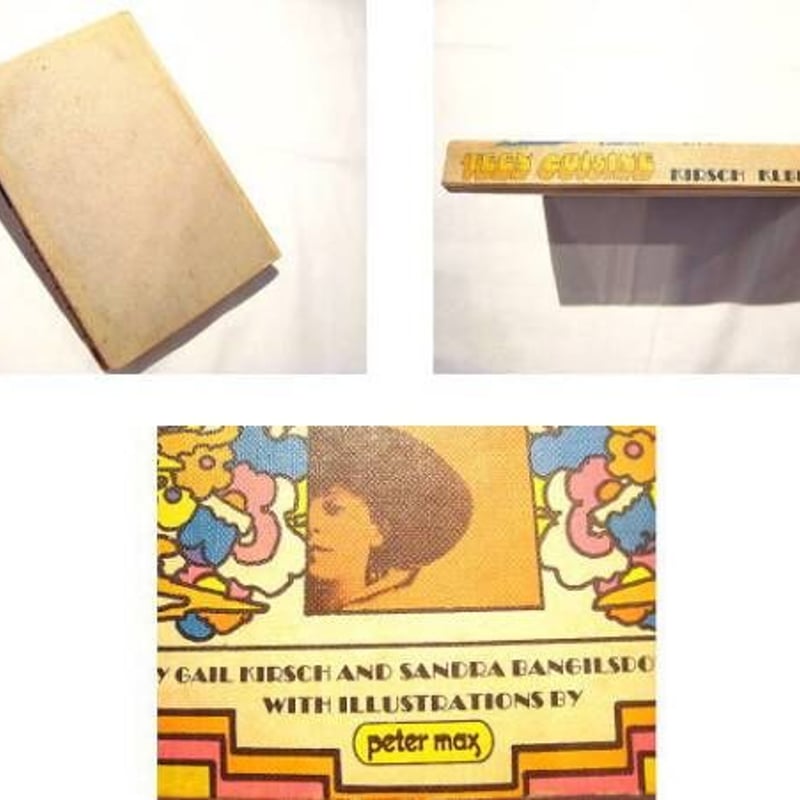 TEEN CUISINE KIRSCH
Y GAIL KIRSCH AND SANDRA BANGILSDO
WITH ILLUSTRATIONS BY
peter max